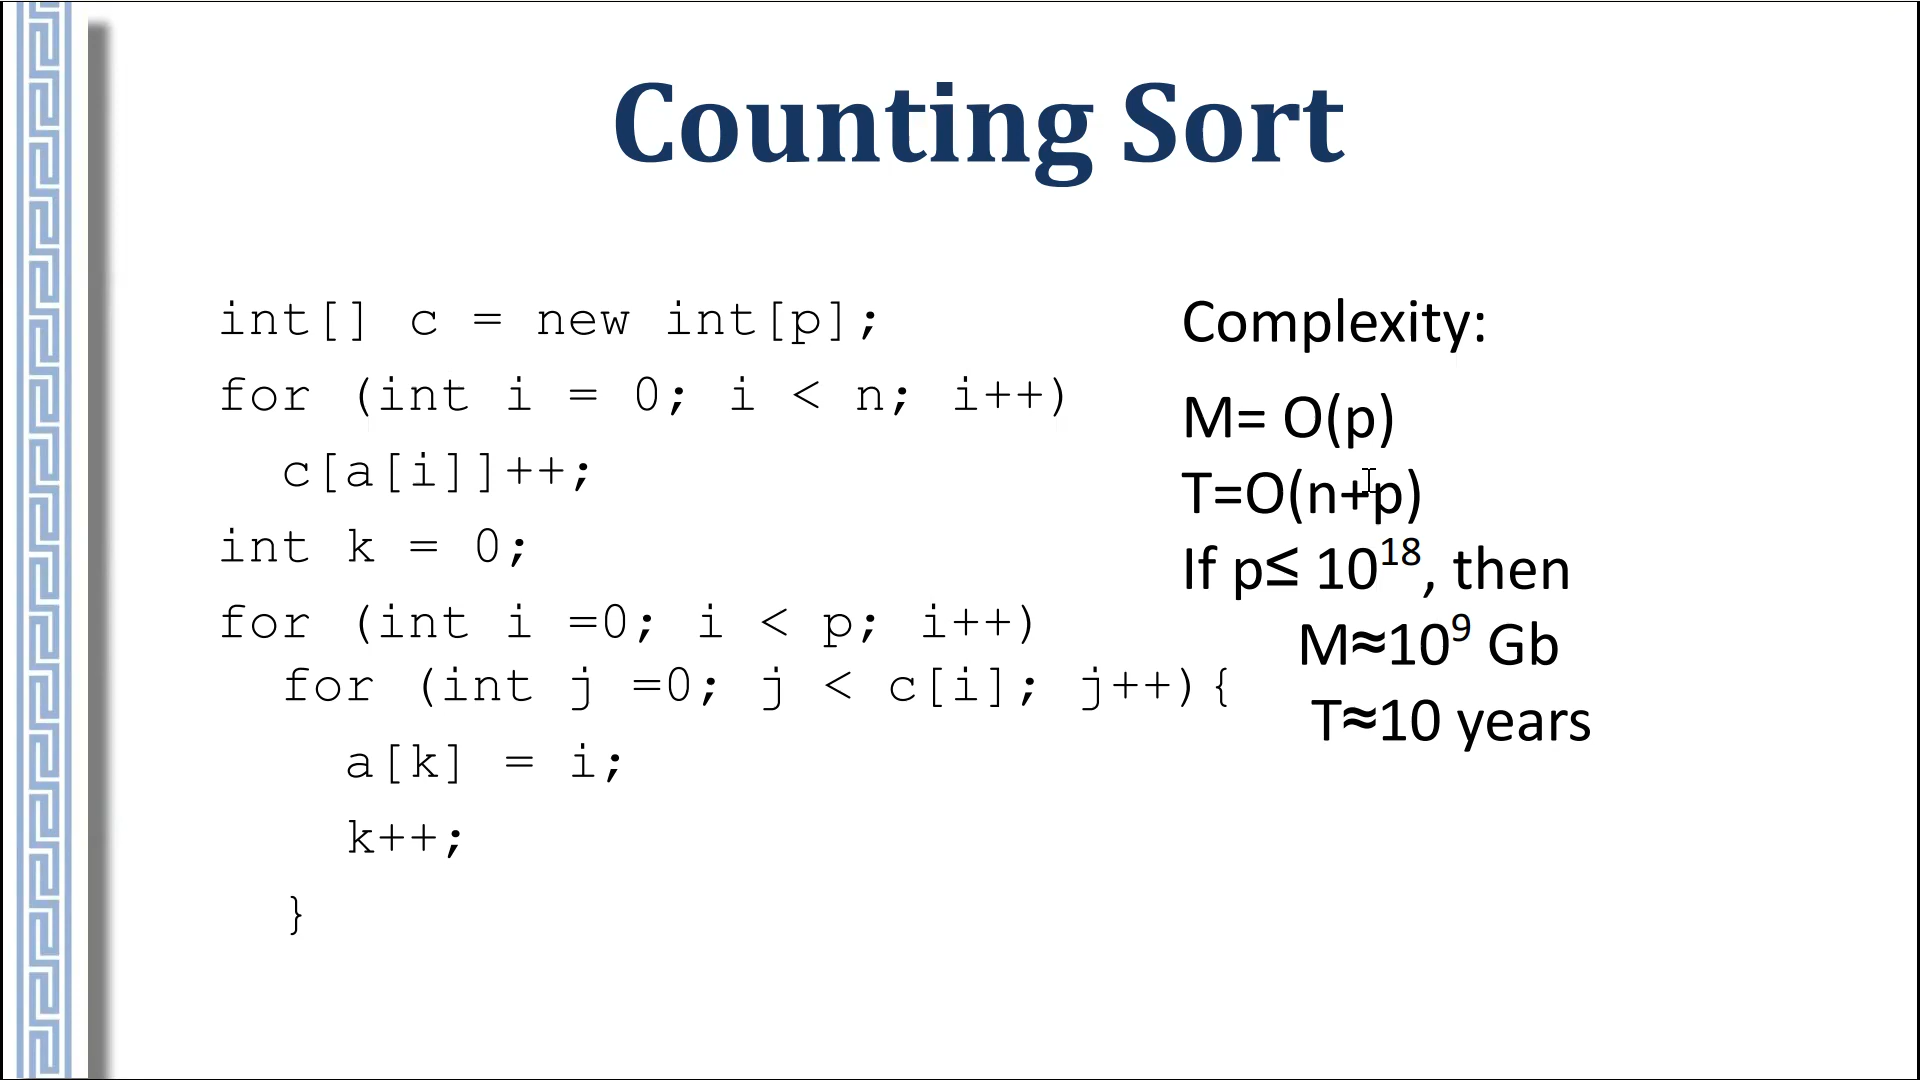 Counting Sort
int[] c = new int[p];
for (int i = 0; i < n; i++)
c[a[i]]++;
int k = 0;
for (int i =0; i < p; i++)
for (int j =0; j < c[i]; j++){
a[k] = i;
k++;
}
Complexity:
M= O(p)
T=O(n+p)
If p≤ 10¹⁸, then
M≈10⁹ Gb
T≈10 years